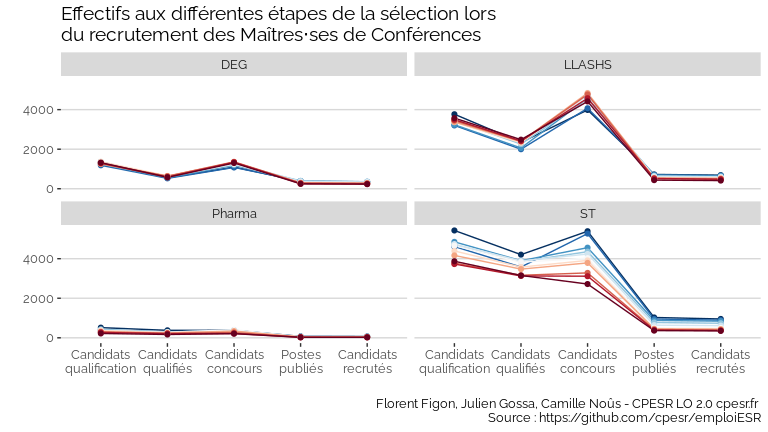 Effectifs aux différentes étapes de la sélection lors
du recrutement des Maîtres·ses de Conférences
DEG
LLASHS
4000
2000
0
Pharma
ST
4000
2000
0
Candidats qualification
Candidats qualifiés
Candidats concours
Postes publiés
Candidats recrutés
Candidats qualification
Candidats qualifiés
Candidats concours
Postes publiés
Candidats recrutés
Florent Figon, Julien Gossa, Camille Noûs - CPESR LO 2.0 cpesr.fr
Source : https://github.com/cpesr/emploiESR